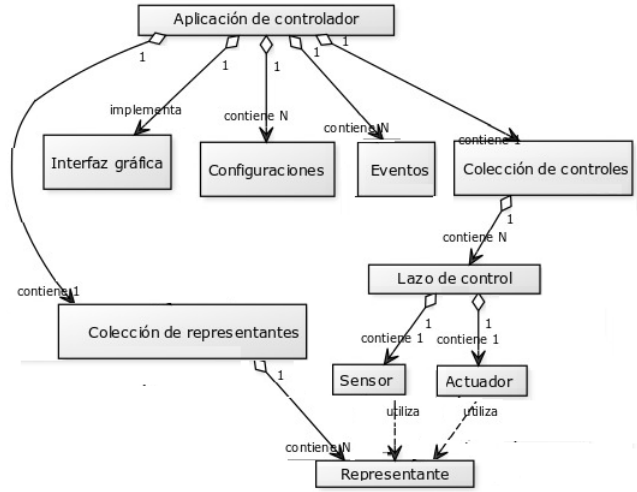 Aplicación de controlador
1
1
1
1
1
implementa
contiene N
contiene N
contiene 1
Interfaz gráfica
Configuraciones
Eventos
Colección de controles
1
contiene N
Lazo de control
contiene 1
1
1
contiene 1
1
contiene 1
Colección de representantes
Sensor
Actuador
1
utiliza
utiliza
contiene N
Representante